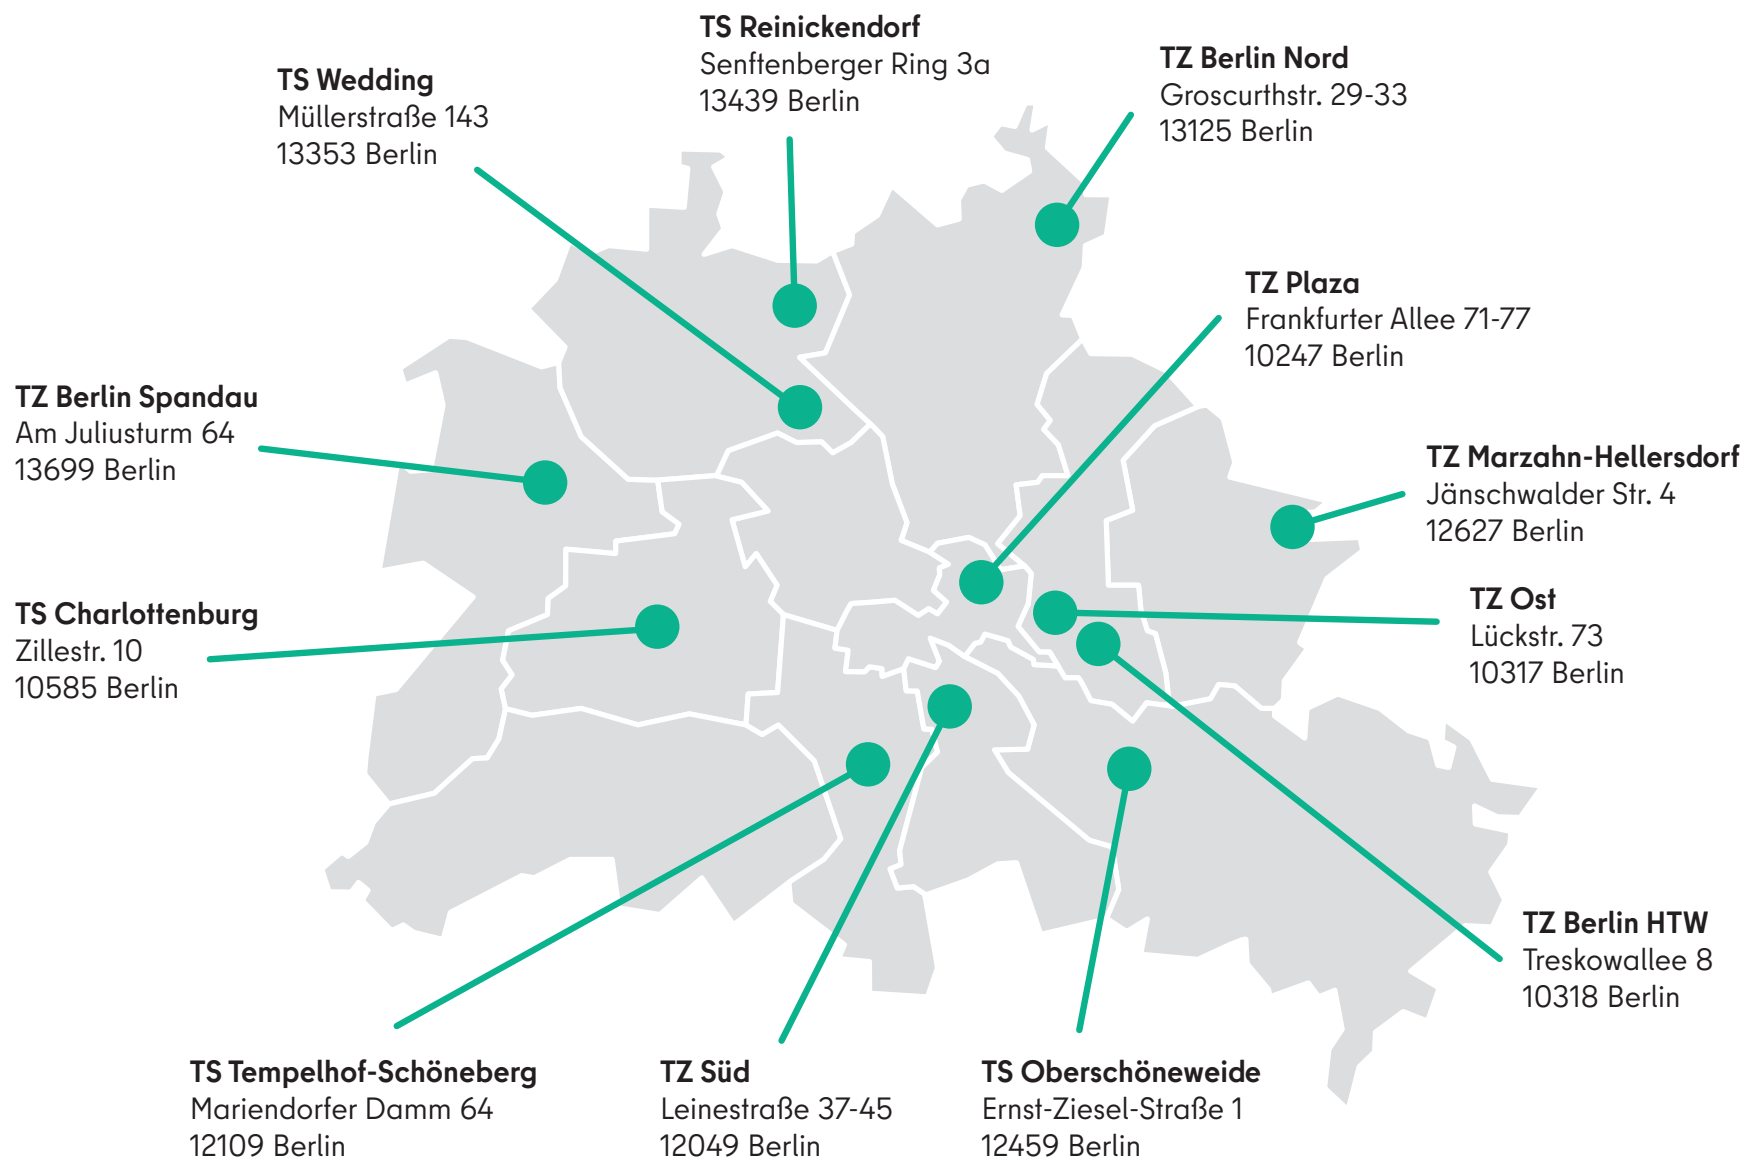 TS Reinickendorf
Senftenberger Ring 3a
13439 Berlin
TZ Berlin Nord
Groscurthstr. 29-33
13125 Berlin
TS Wedding
Müllerstraße 143
13353 Berlin
TZ Plaza
Frankfurter Allee 71-77
10247 Berlin
TZ Berlin Spandau
Am Juliusturm 64
13699 Berlin
TZ Marzahn-Hellersdorf
Jänschwalder Str. 4
12627 Berlin
TS Charlottenburg
Zillestr. 10
10585 Berlin
TZ Ost
Lückstr. 73
10317 Berlin
TZ Berlin HTW
Treskowallee 8
10318 Berlin
TS Tempelhof-Schöneberg
Mariendorfer Damm 64
12109 Berlin
TZ Süd
Leinestraße 37-45
12049 Berlin
TS Oberschöneweide
Ernst-Ziesel-Straße 1
12459 Berlin